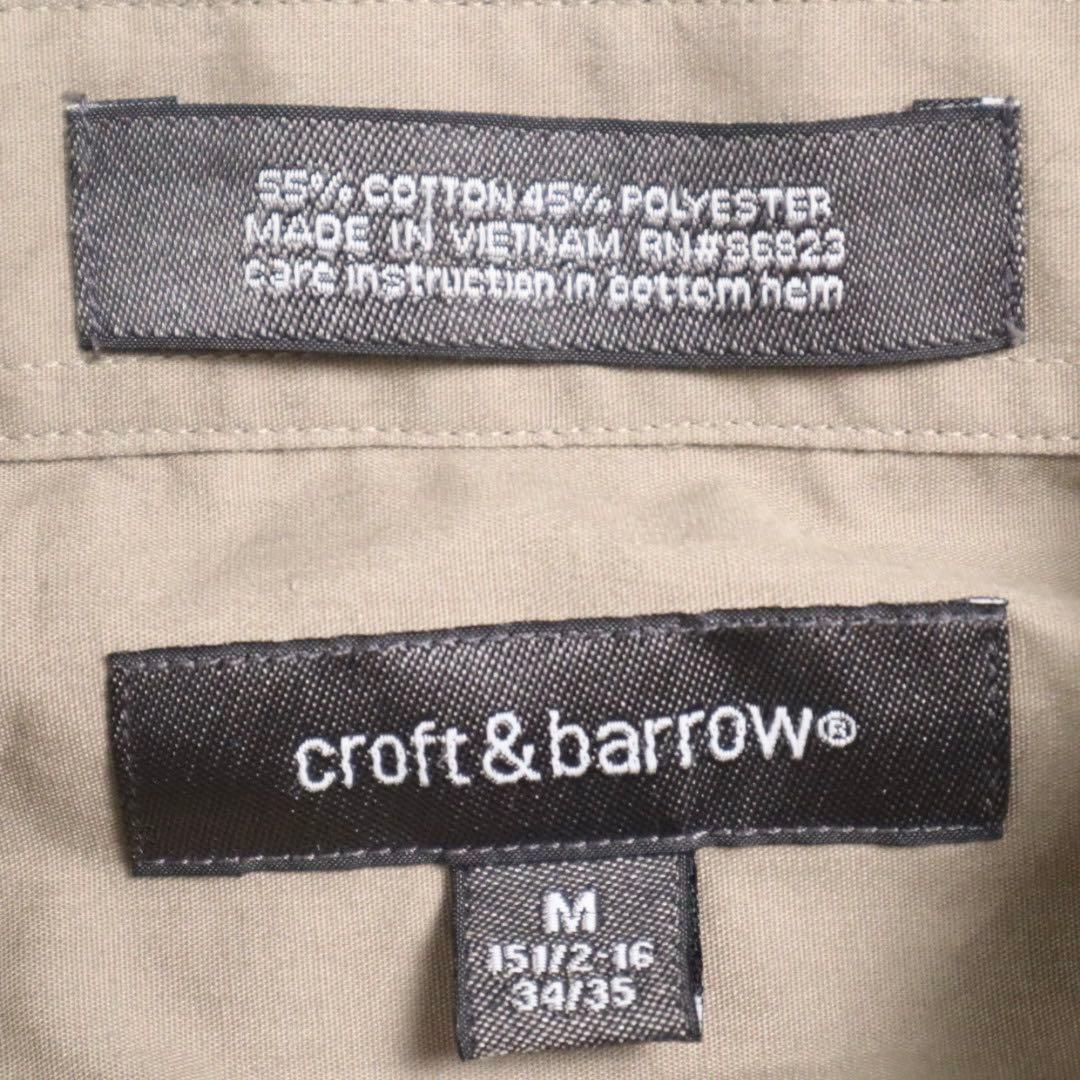 55% COTTON 45% POLYESTER
MADE IN VIETNAM RN#86823
care instruction in bottom hem
croft&barrow®
M
15 1/2-16
34/35